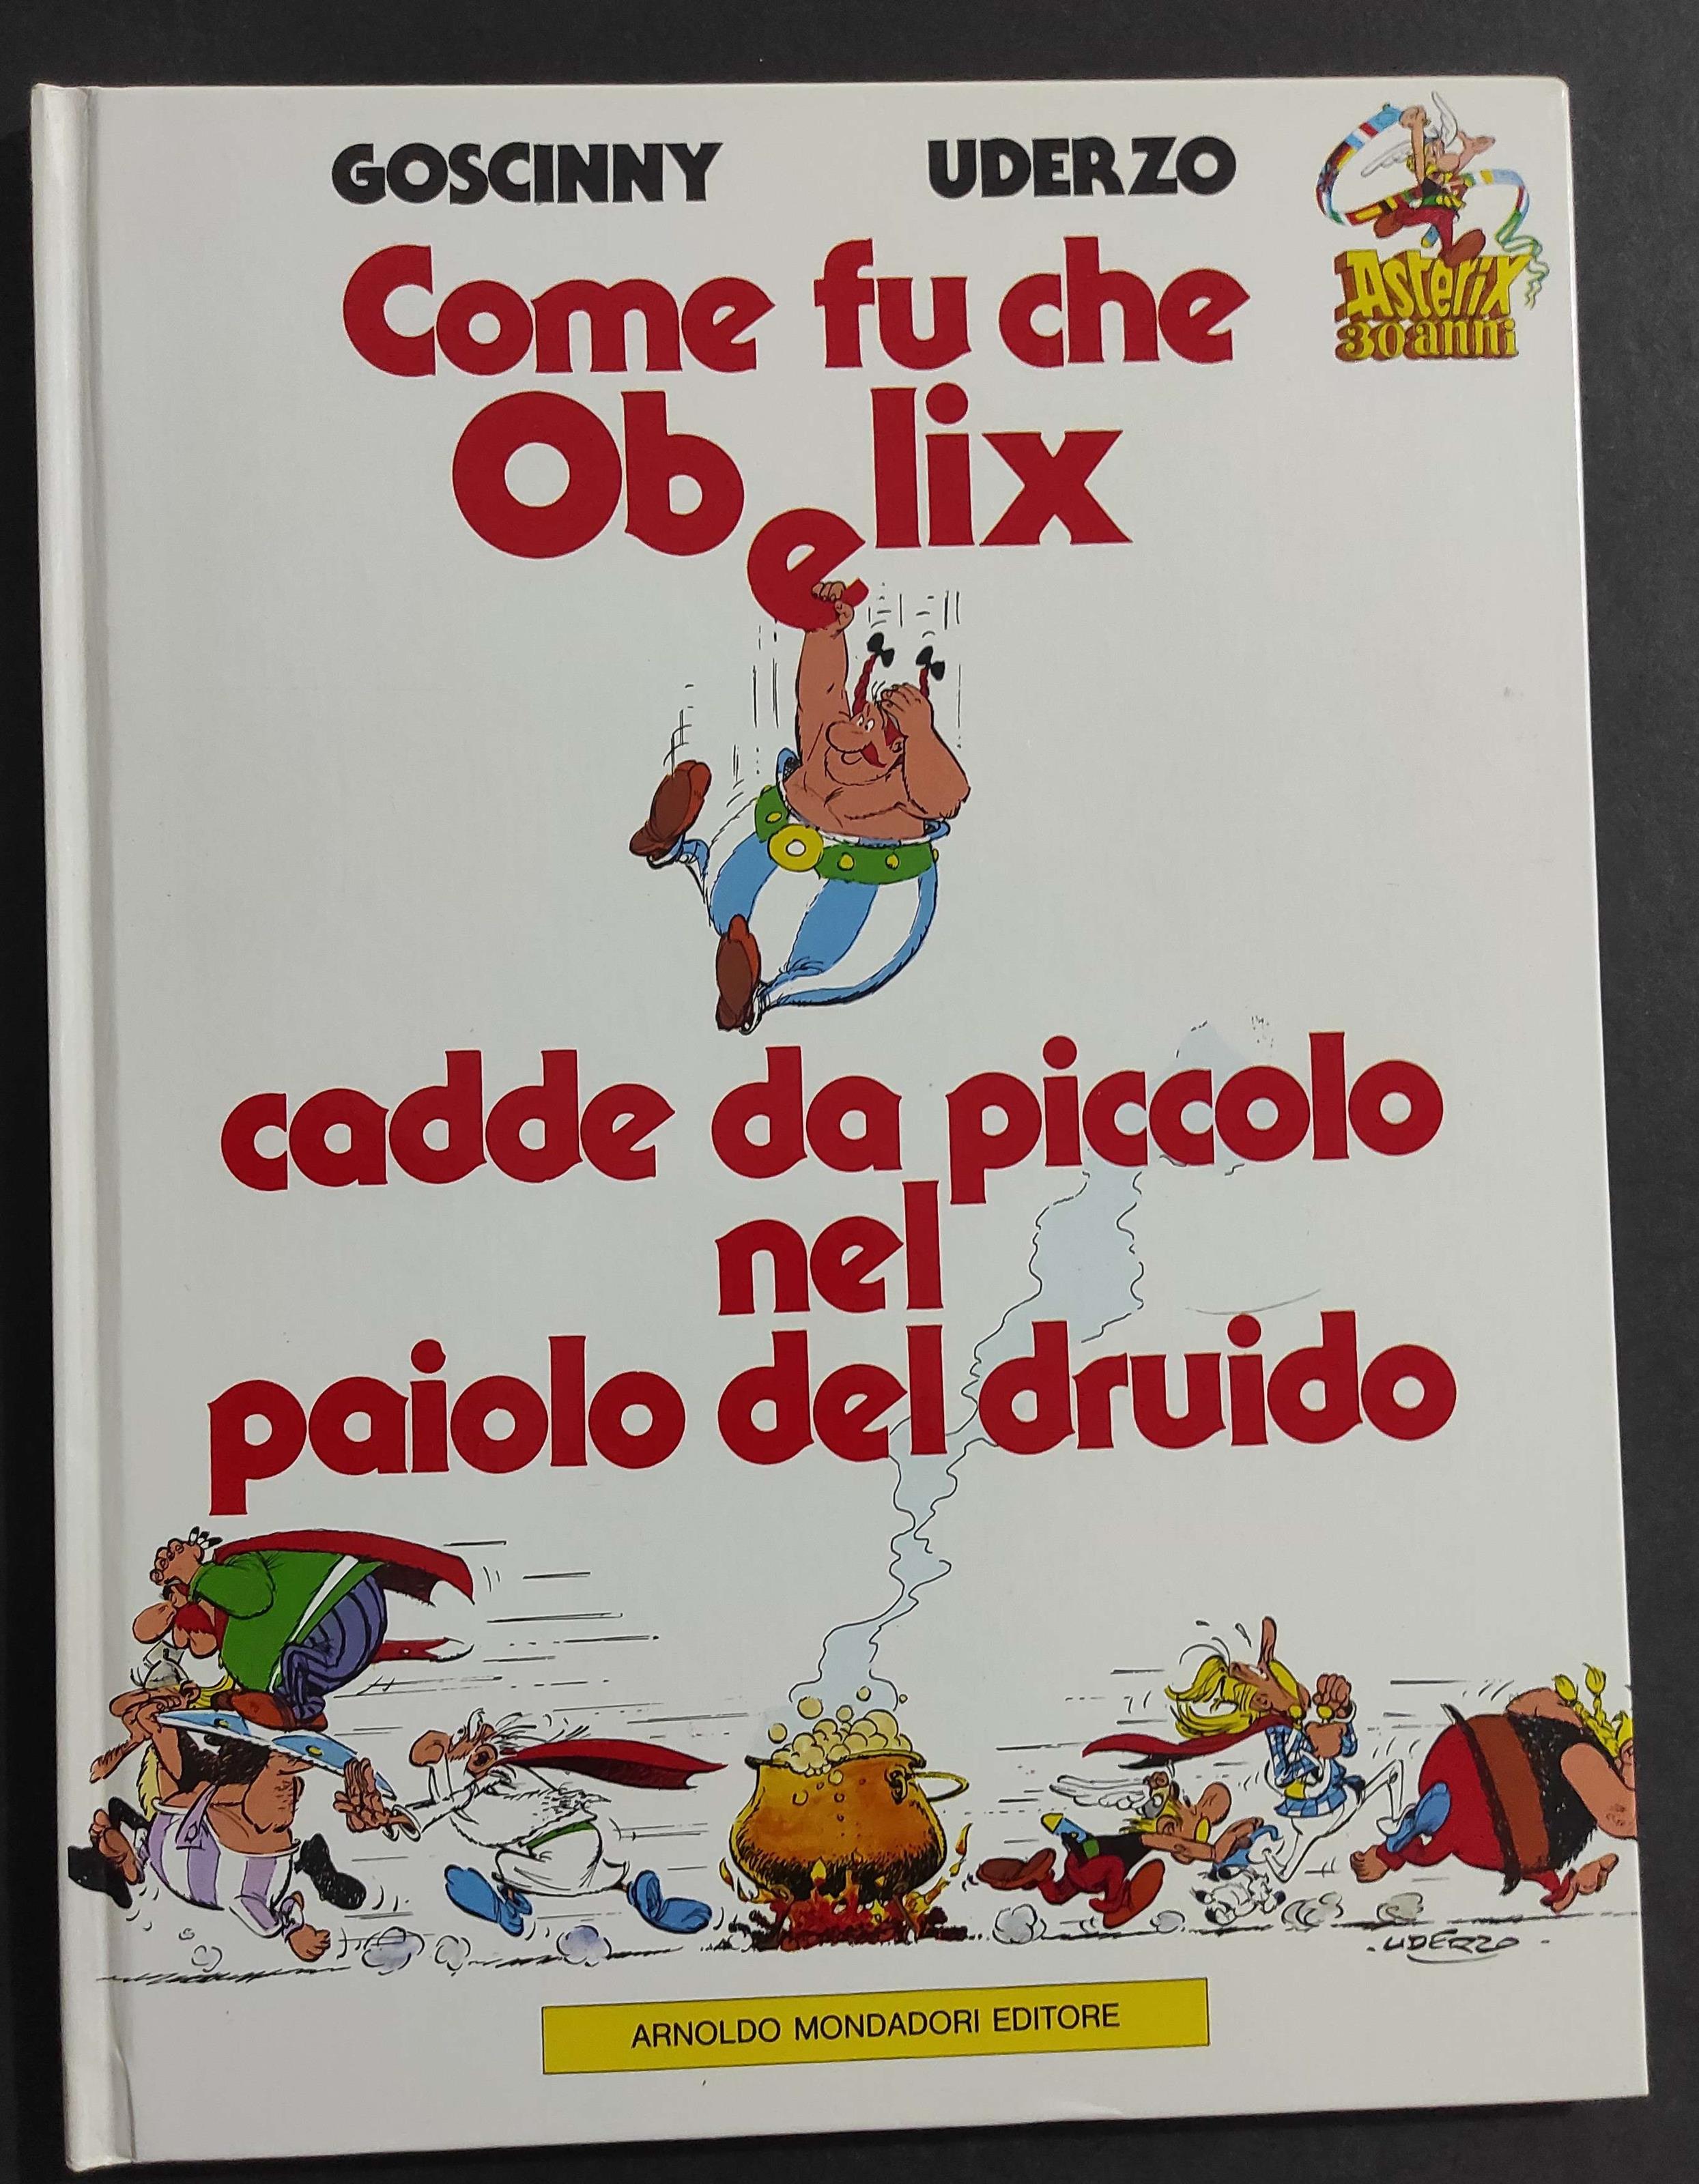 GOSCINNY UDERZO
Asterix
30 anni
Come fu che
Obelix
cadde da piccolo
nel
paiolo del druido
UDERZO
ARNOLDO MONDADORI EDITORE